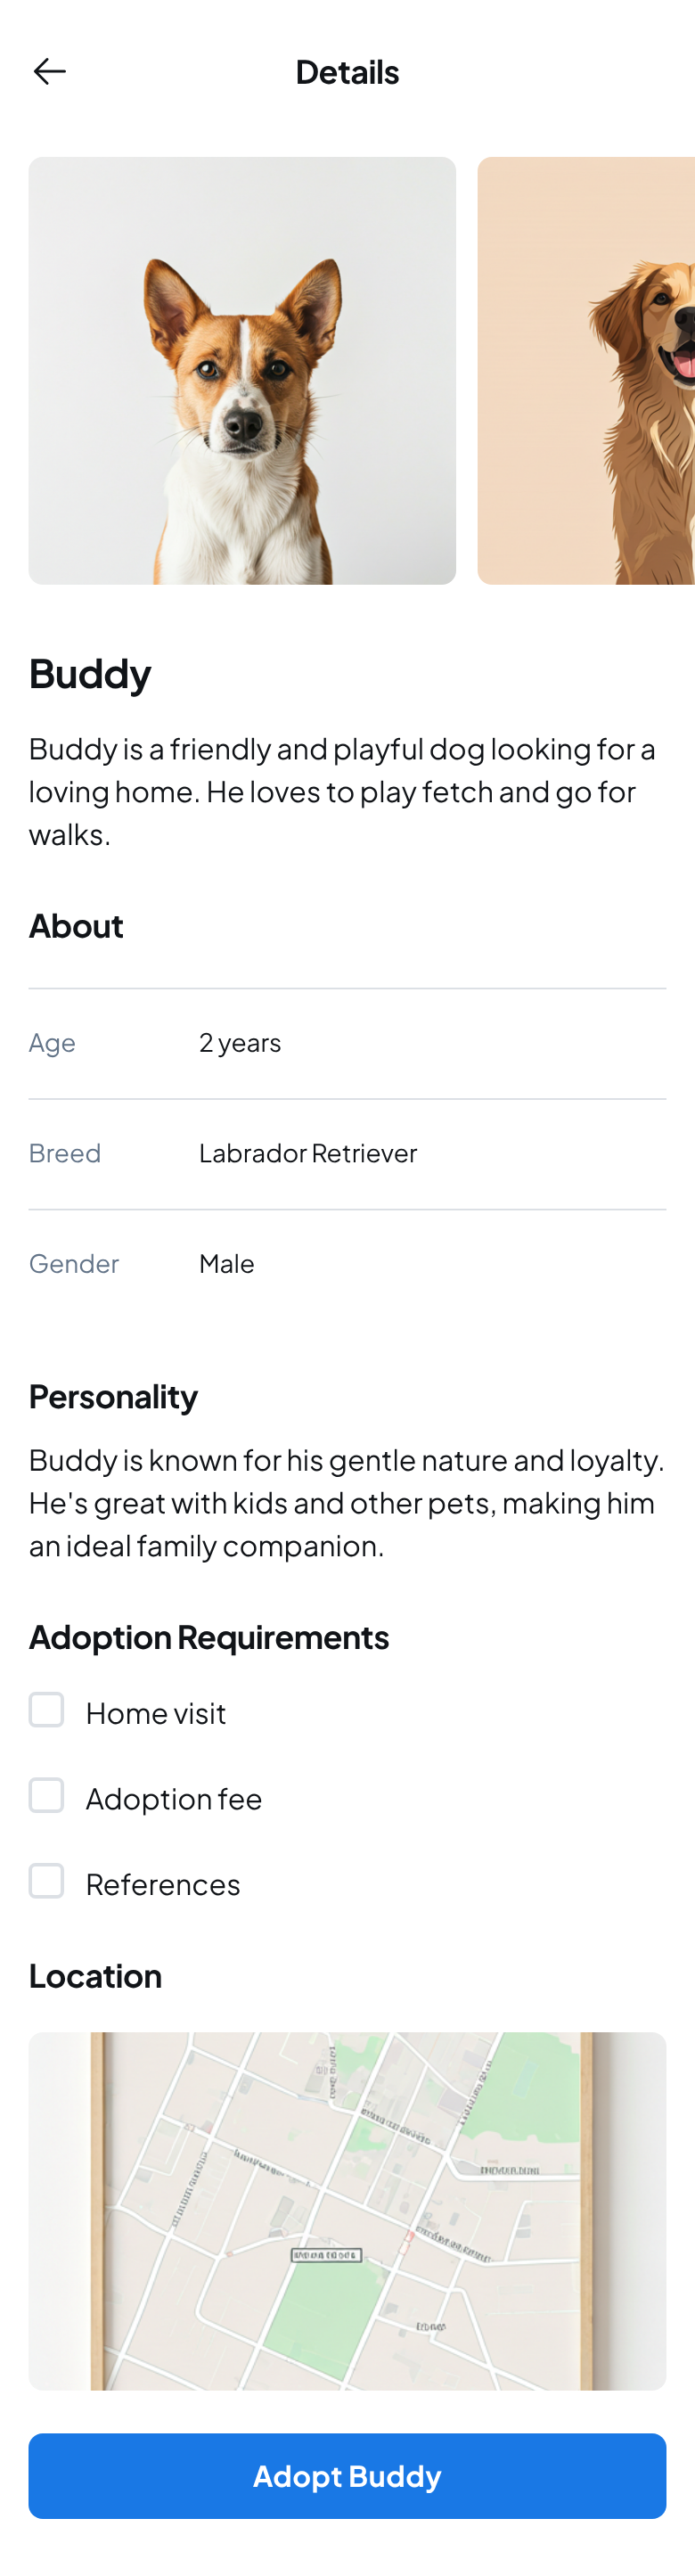 Details
Buddy
Buddy is a friendly and playful dog looking for a
loving home. He loves to play fetch and go for
walks.
About
Age 2 years
Breed Labrador Retriever
Gender Male
Personality
Buddy is known for his gentle nature and loyalty.
He's great with kids and other pets, making him
an ideal family companion.
Adoption Requirements
Home visit
Adoption fee
References
Location
Adopt Buddy